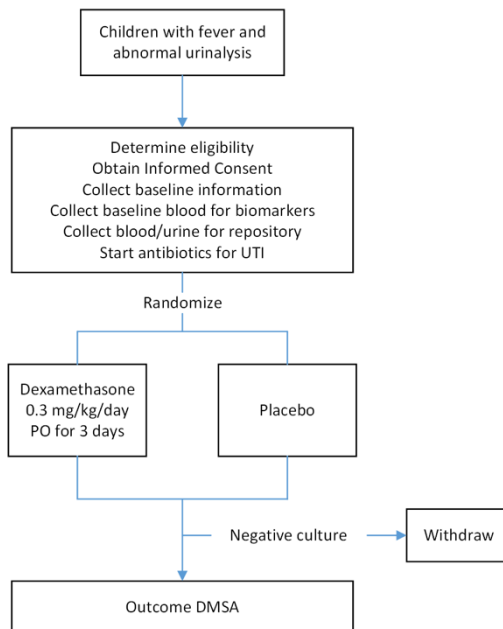 Children with fever and
abnormal urinalysis
Determine eligibility
Obtain Informed Consent
Collect baseline information
Collect baseline blood for biomarkers
Collect blood/urine for repository
Start antibiotics for UTI
Randomize
Dexamethasone
0.3 mg/kg/day
PO for 3 days
Placebo
Negative culture
Withdraw
Outcome DMSA